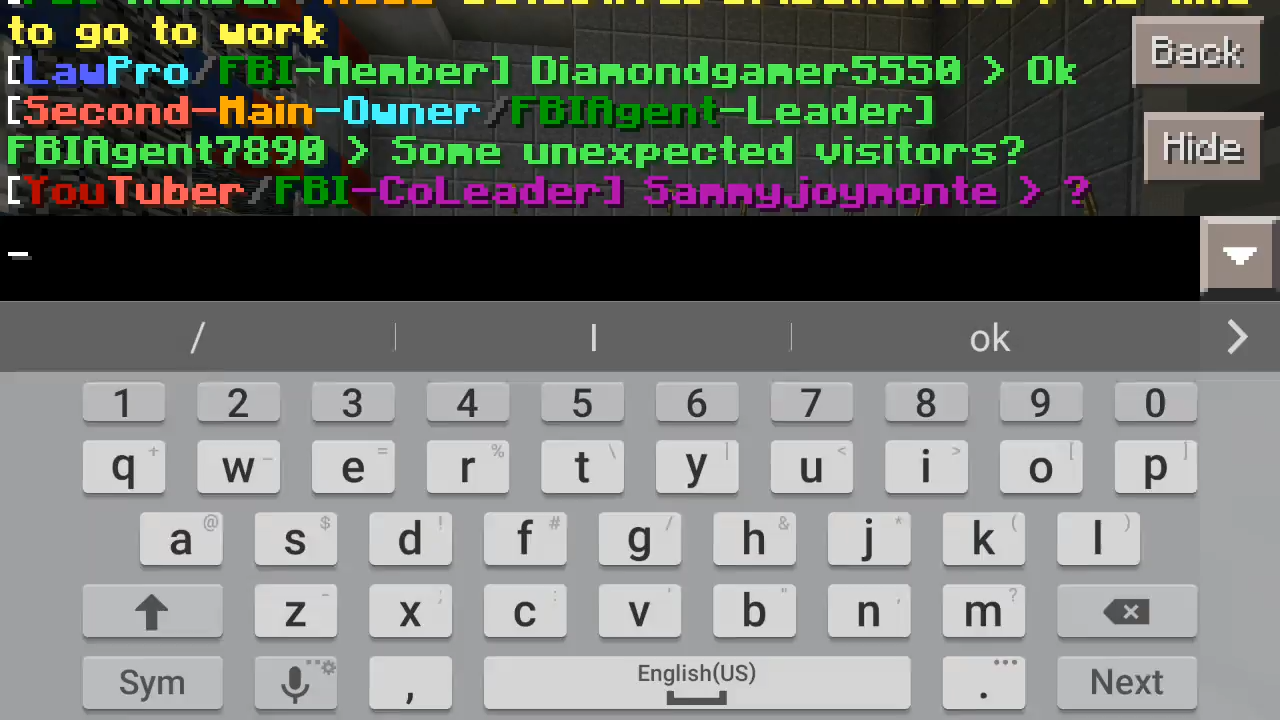 to go to work
[LawPro/FBI-Member] Diamondgamer5550 > Ok
[Second-Main-Owner/FBIAgent-Leader]
FBIAgent7890 > Some unexpected visitors?
[YouTuber/FBI-CoLeader] Sammyjoymonte > ?
Back
Hide
_
/ | ok
1 2 3 4 5 6 7 8 9 0
q + w - e = r % t \ y | u < i > o [ p ]
a @ s $ d ! f # g / h & j * k ( l )
z - x ; c : v ' b " n , m ?
Sym , English(US) . Next